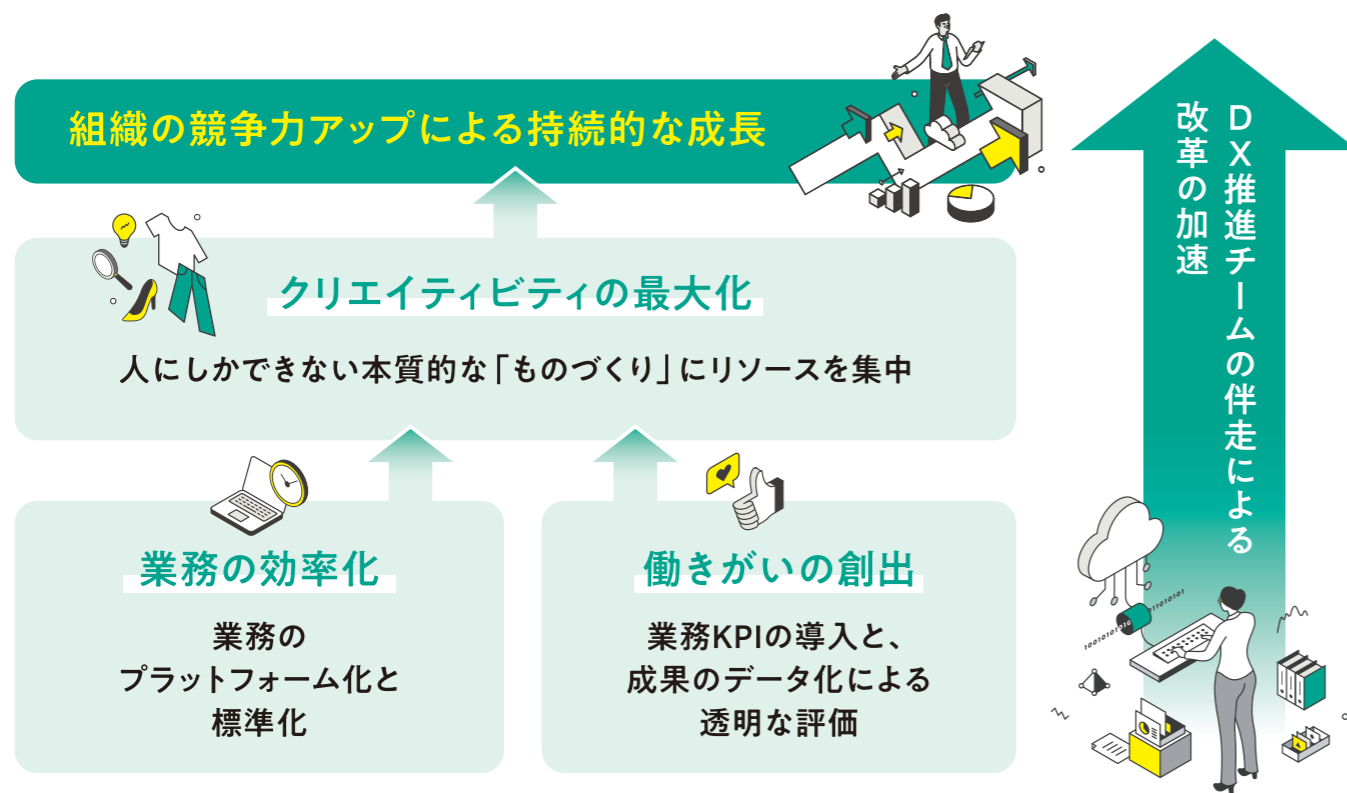 組織の競争力アップによる持続的な成長
クリエイティビティの最大化
人にしかできない本質的な「ものづくり」にリソースを集中
業務の効率化
業務の
プラットフォーム化と
標準化
働きがいの創出
業務KPIの導入と、
成果のデータ化による
透明な評価
DX推進チームの伴走による
改革の加速